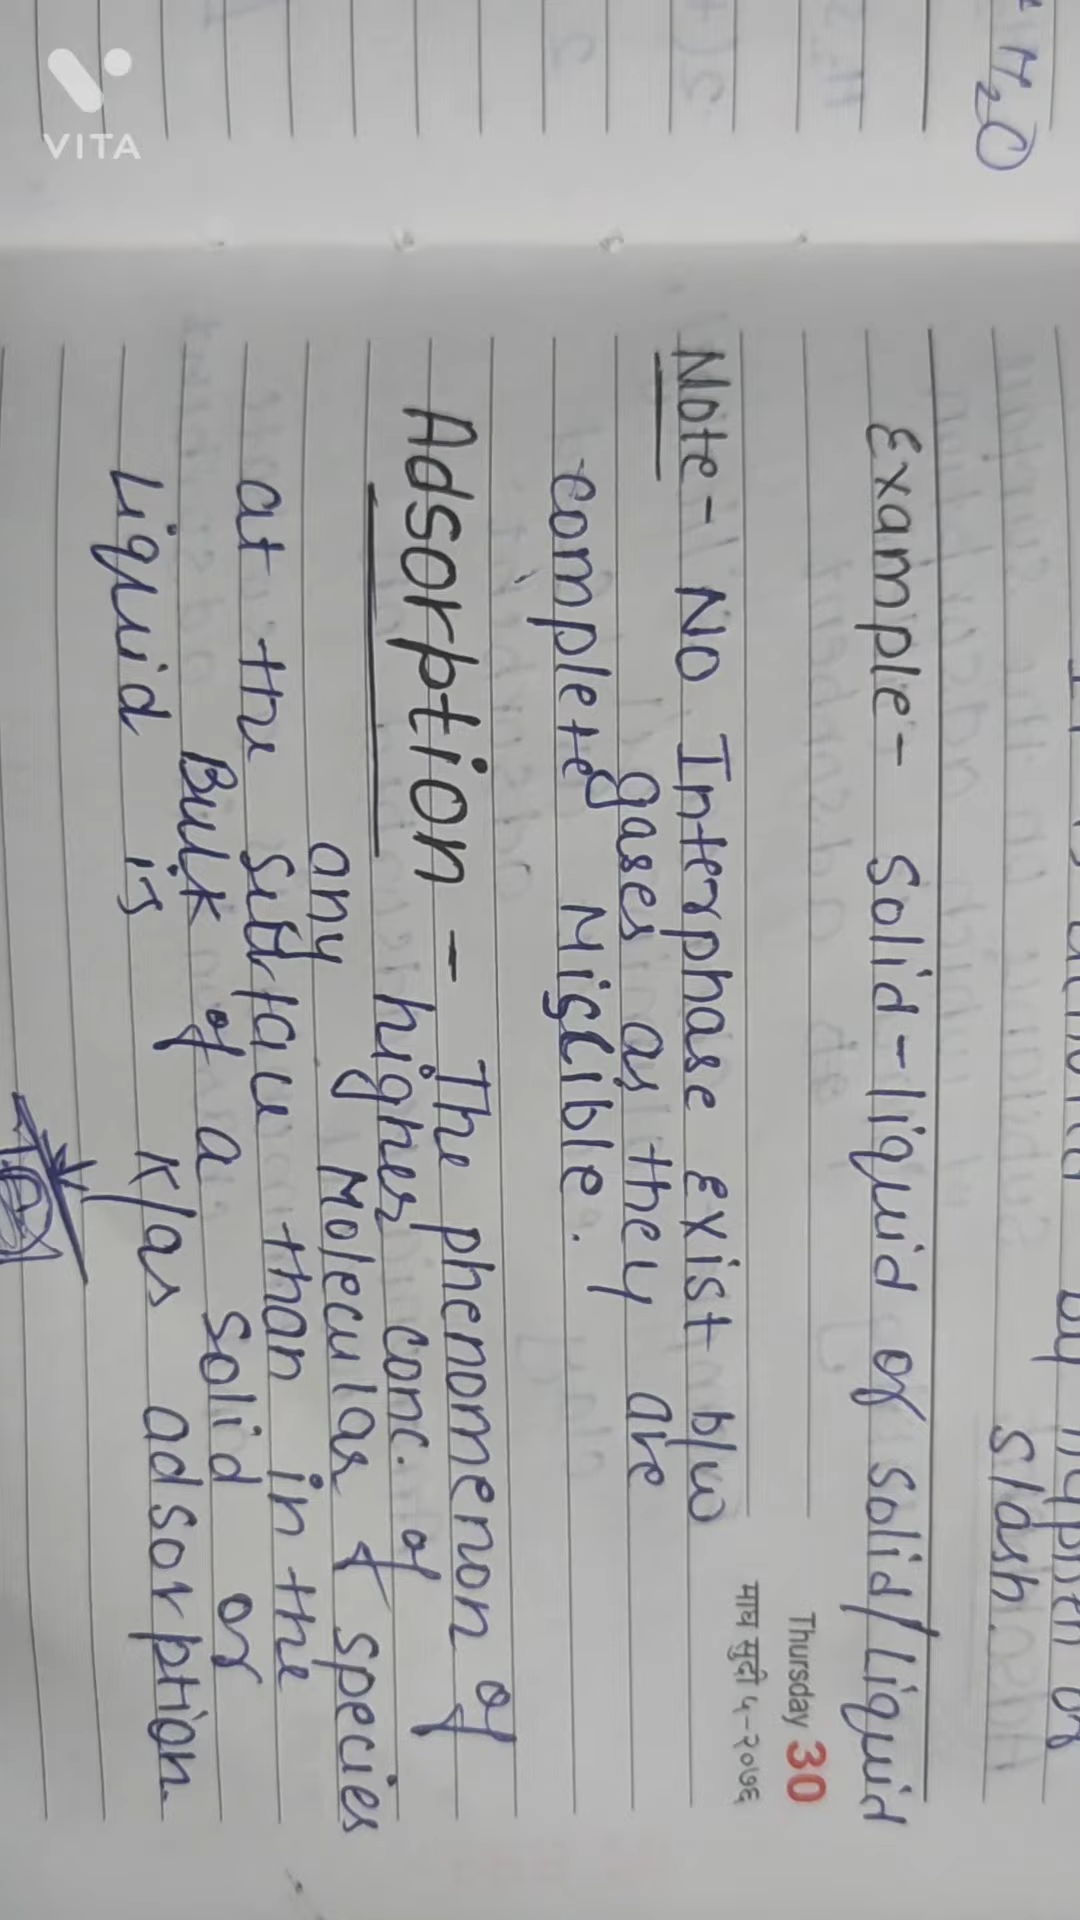 H2O
slash.
Example- Solid-liquid or solid/Liquid
Thursday 30
माघ सुदी ५-२०७६
Note- No Interphase exist b/w
gases as they are
complete Miscible.
Adsorption - The phenomenon of
higher conc. of
any Molecular & species
at the surface than in the
Bulk of a solid or
Liquid is k/as adsorption.
VITA